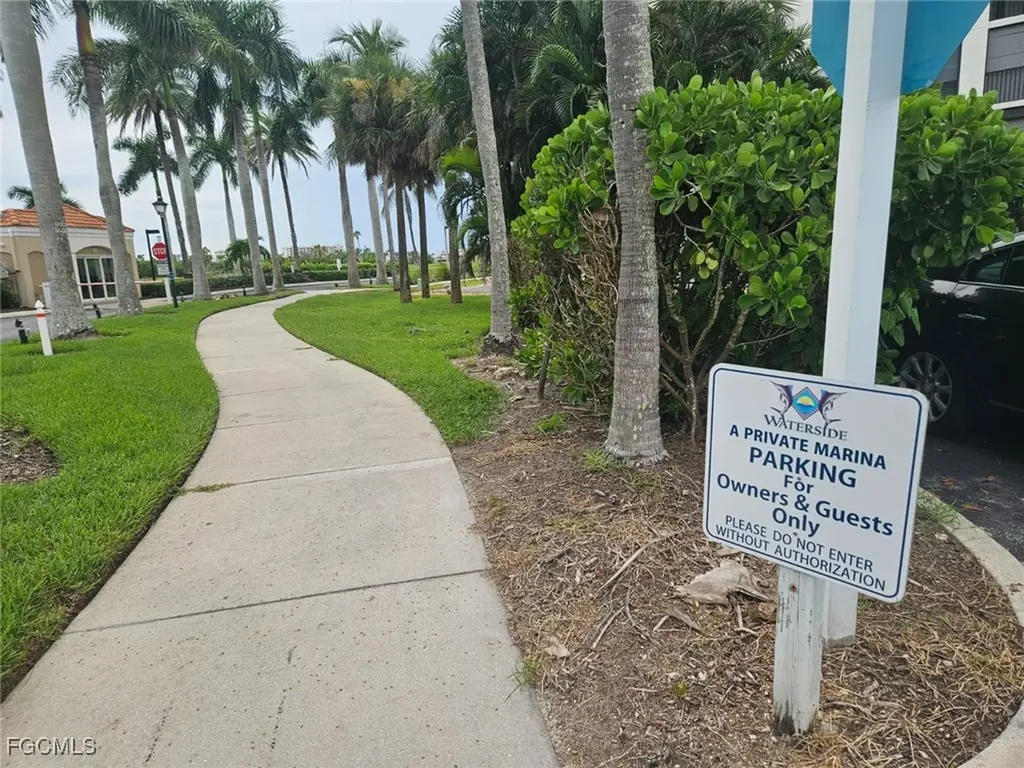 STOP
WATERSIDE
A PRIVATE MARINA
PARKING
For
Owners & Guests
Only
PLEASE DO NOT ENTER
WITHOUT AUTHORIZATION
FGCMLS